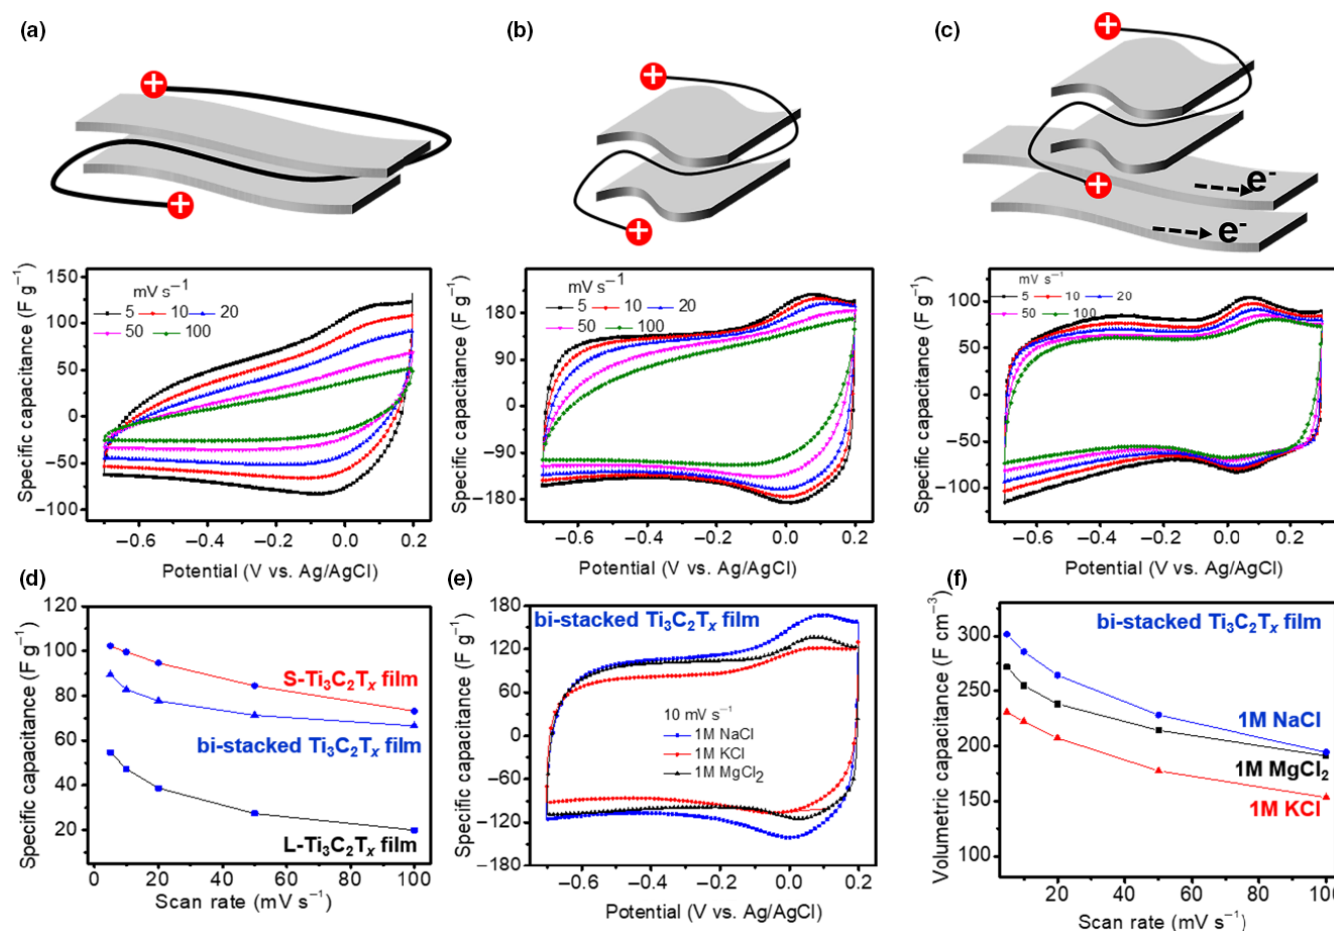 (a)
(b)
(c)
+
+
+
+
+
+
e⁻
e⁻
150
100
50
0
−50
−100
Specific capacitance (F g⁻¹)
mV s⁻¹
5 10 20
50 100
−0.6 −0.4 −0.2 0.0 0.2
Potential (V vs. Ag/AgCl)
180
90
0
−90
−180
Specific capacitance (F g⁻¹)
mV s⁻¹
5 10 20
50 100
−0.6 −0.4 −0.2 0.0 0.2
Potential (V vs. Ag/AgCl)
100
50
0
−50
−100
Specific capacitance (F g⁻¹)
mV s⁻¹
5 10 20
50 100
−0.6 −0.4 −0.2 0.0 0.2
Potential (V vs. Ag/AgCl)
(d)
120
100
80
60
40
20
Specific capacitance (F g⁻¹)
S-Ti₃C₂Tₓ film
bi-stacked Ti₃C₂Tₓ film
L-Ti₃C₂Tₓ film
0 20 40 60 80 100
Scan rate (mV s⁻¹)
(e)
180
120
60
0
−60
−120
−180
Specific capacitance (F g⁻¹)
bi-stacked Ti₃C₂Tₓ film
10 mV s⁻¹
1M NaCl
1M KCl
1M MgCl₂
−0.6 −0.4 −0.2 0.0 0.2
Potential (V vs. Ag/AgCl)
(f)
300
250
200
150
100
Volumetric capacitance (F cm⁻³)
bi-stacked Ti₃C₂Tₓ film
1M NaCl
1M MgCl₂
1M KCl
20 40 60 80 100
Scan rate (mV s⁻¹)